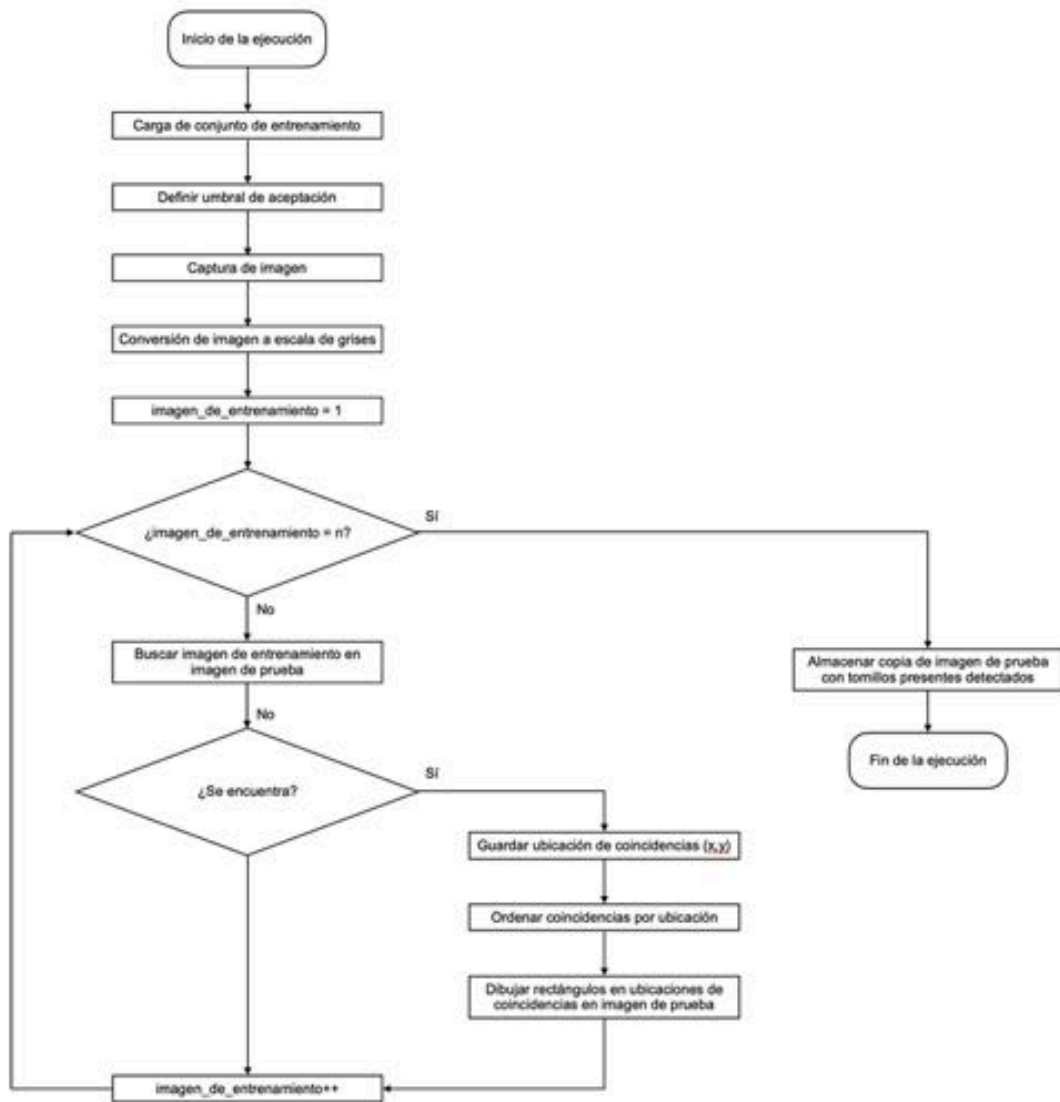 Inicio de la ejecución
Carga de conjunto de entrenamiento
Definir umbral de aceptación
Captura de imagen
Conversión de imagen a escala de grises
imagen_de_entrenamiento = 1
¿imagen_de_entrenamiento = n?
Sí
No
Buscar imagen de entrenamiento en
imagen de prueba
Almacenar copia de imagen de prueba
con tornillos presentes detectados
No
Fin de la ejecución
¿Se encuentra?
Sí
Guardar ubicación de coincidencias (x,y)
Ordenar coincidencias por ubicación
Dibujar rectángulos en ubicaciones de
coincidencias en imagen de prueba
imagen_de_entrenamiento++